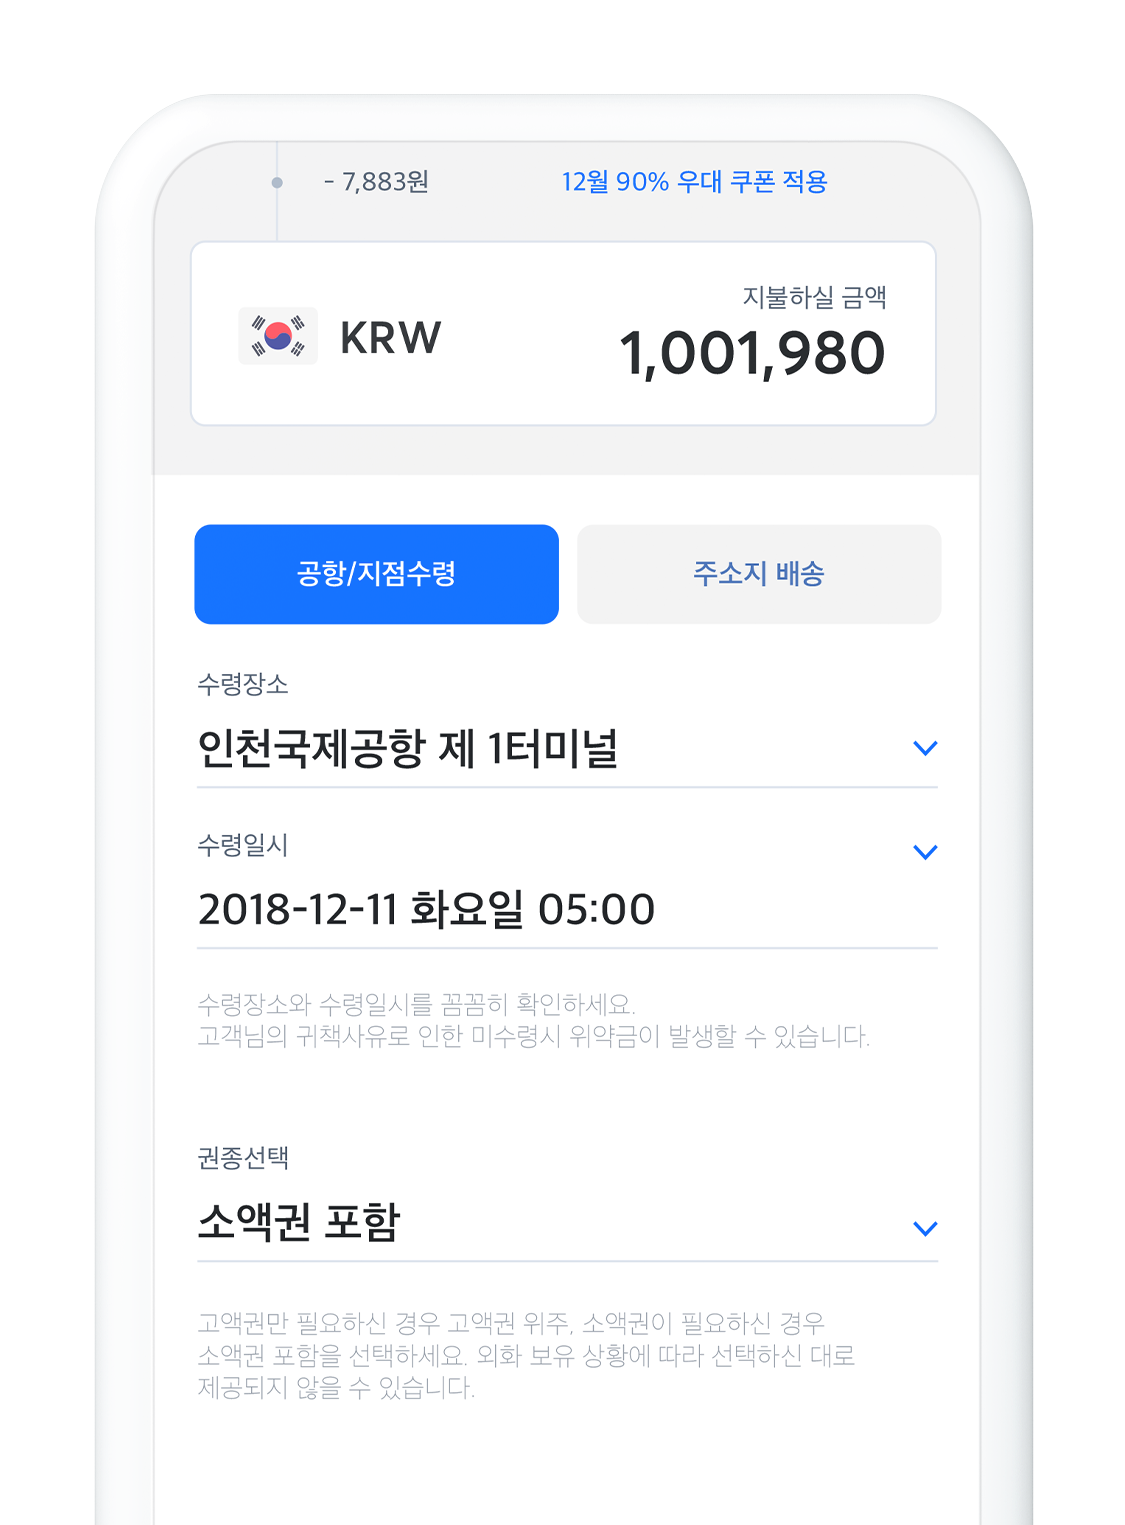 - 7,883원 12월 90% 우대 쿠폰 적용
지불하실 금액
KRW 1,001,980
공항/지점수령 주소지 배송
수령장소
인천국제공항 제 1터미널
수령일시
2018-12-11 화요일 05:00
수령장소와 수령일시를 꼼꼼히 확인하세요.
고객님의 귀책사유로 인한 미수령시 위약금이 발생할 수 있습니다.
권종선택
소액권 포함
고액권만 필요하신 경우 고액권 위주, 소액권이 필요하신 경우
소액권 포함을 선택하세요. 외화 보유 상황에 따라 선택하신 대로
제공되지 않을 수 있습니다.